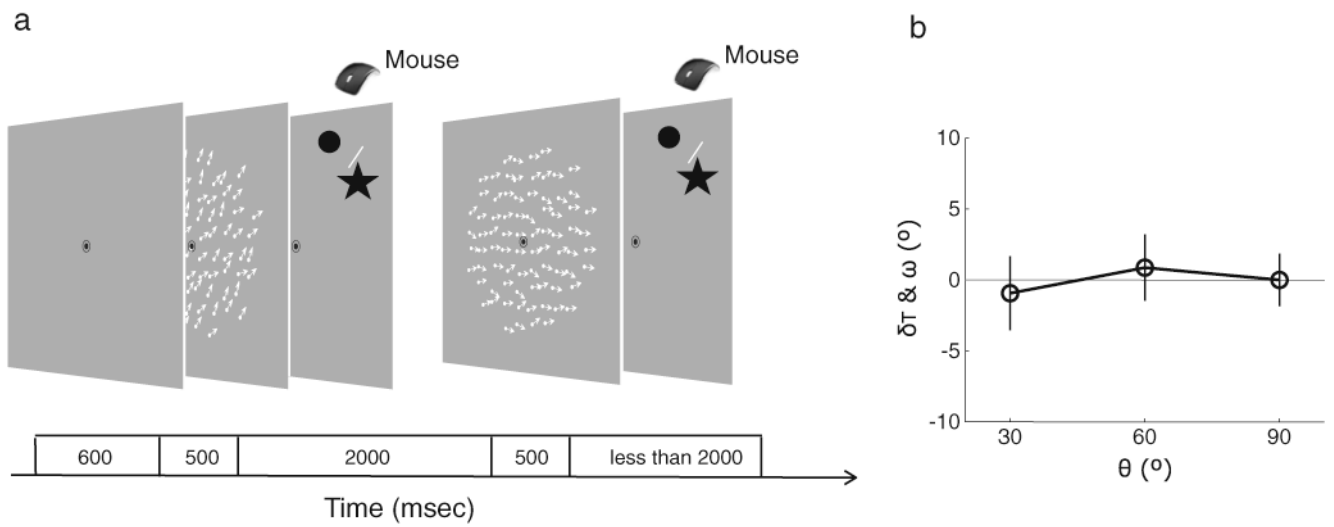 a
Mouse
Mouse
600 500 2000 500 less than 2000
Time (msec)
b
10
5
0
-5
-10
δT & ω (º)
30 60 90
θ (º)